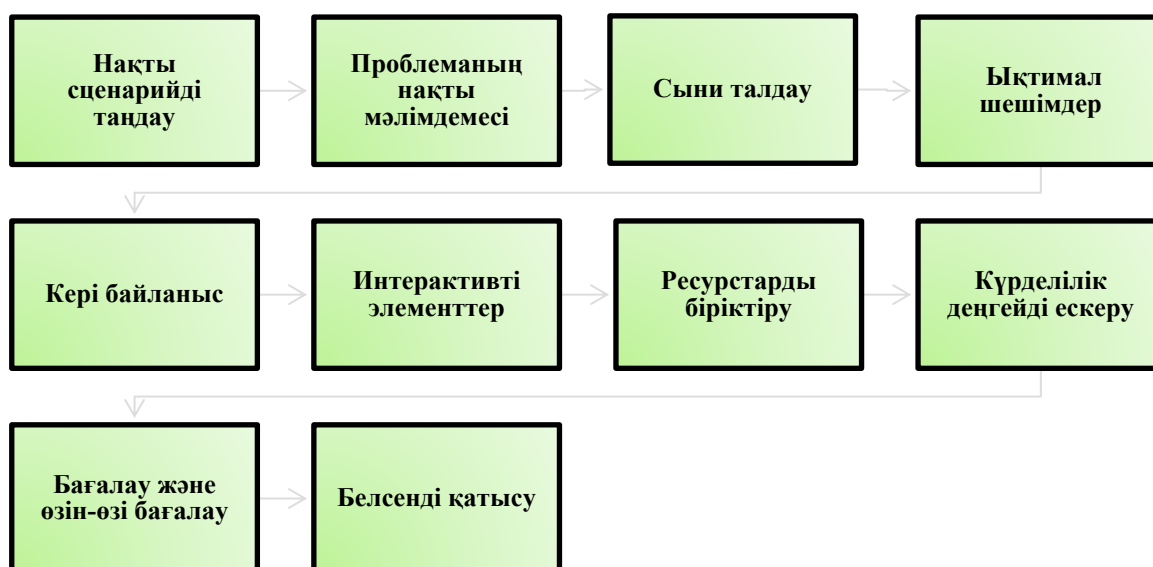 Нақты
сценарийді
таңдау
Проблеманың
нақты
мәлімдемесі
Сыни талдау
Ықтимал
шешімдер
Кері байланыс
Интерактивті
элементтер
Ресурстарды
біріктіру
Күрделілік
деңгейді ескеру
Бағалау және
өзін-өзі бағалау
Белсенді қатысу